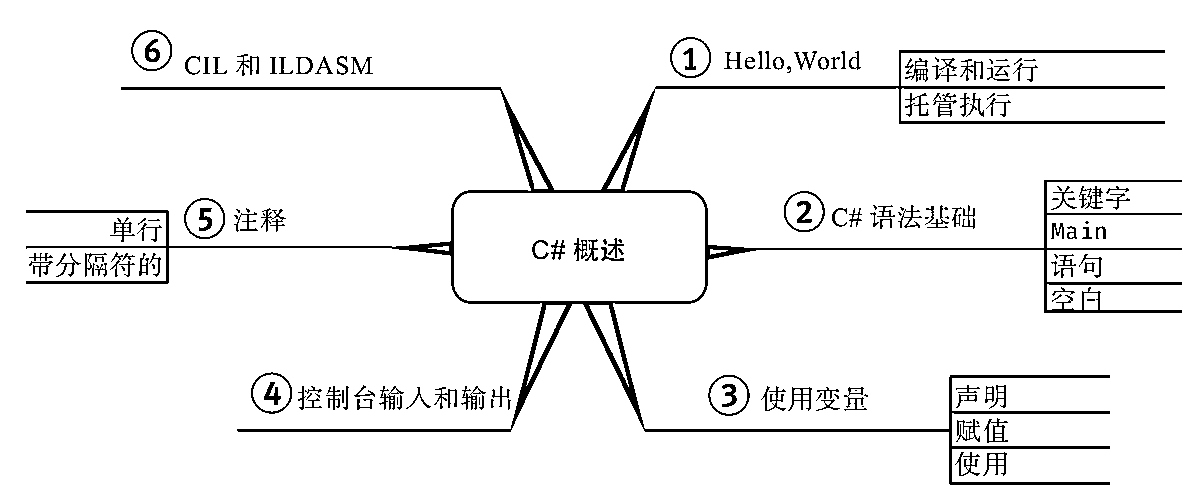 C# 概述
① Hello,World
编译和运行
托管执行
② C# 语法基础
关键字
Main
语句
空白
③ 使用变量
声明
赋值
使用
④ 控制台输入和输出
⑤ 注释
单行
带分隔符的
⑥ CIL 和 ILDASM